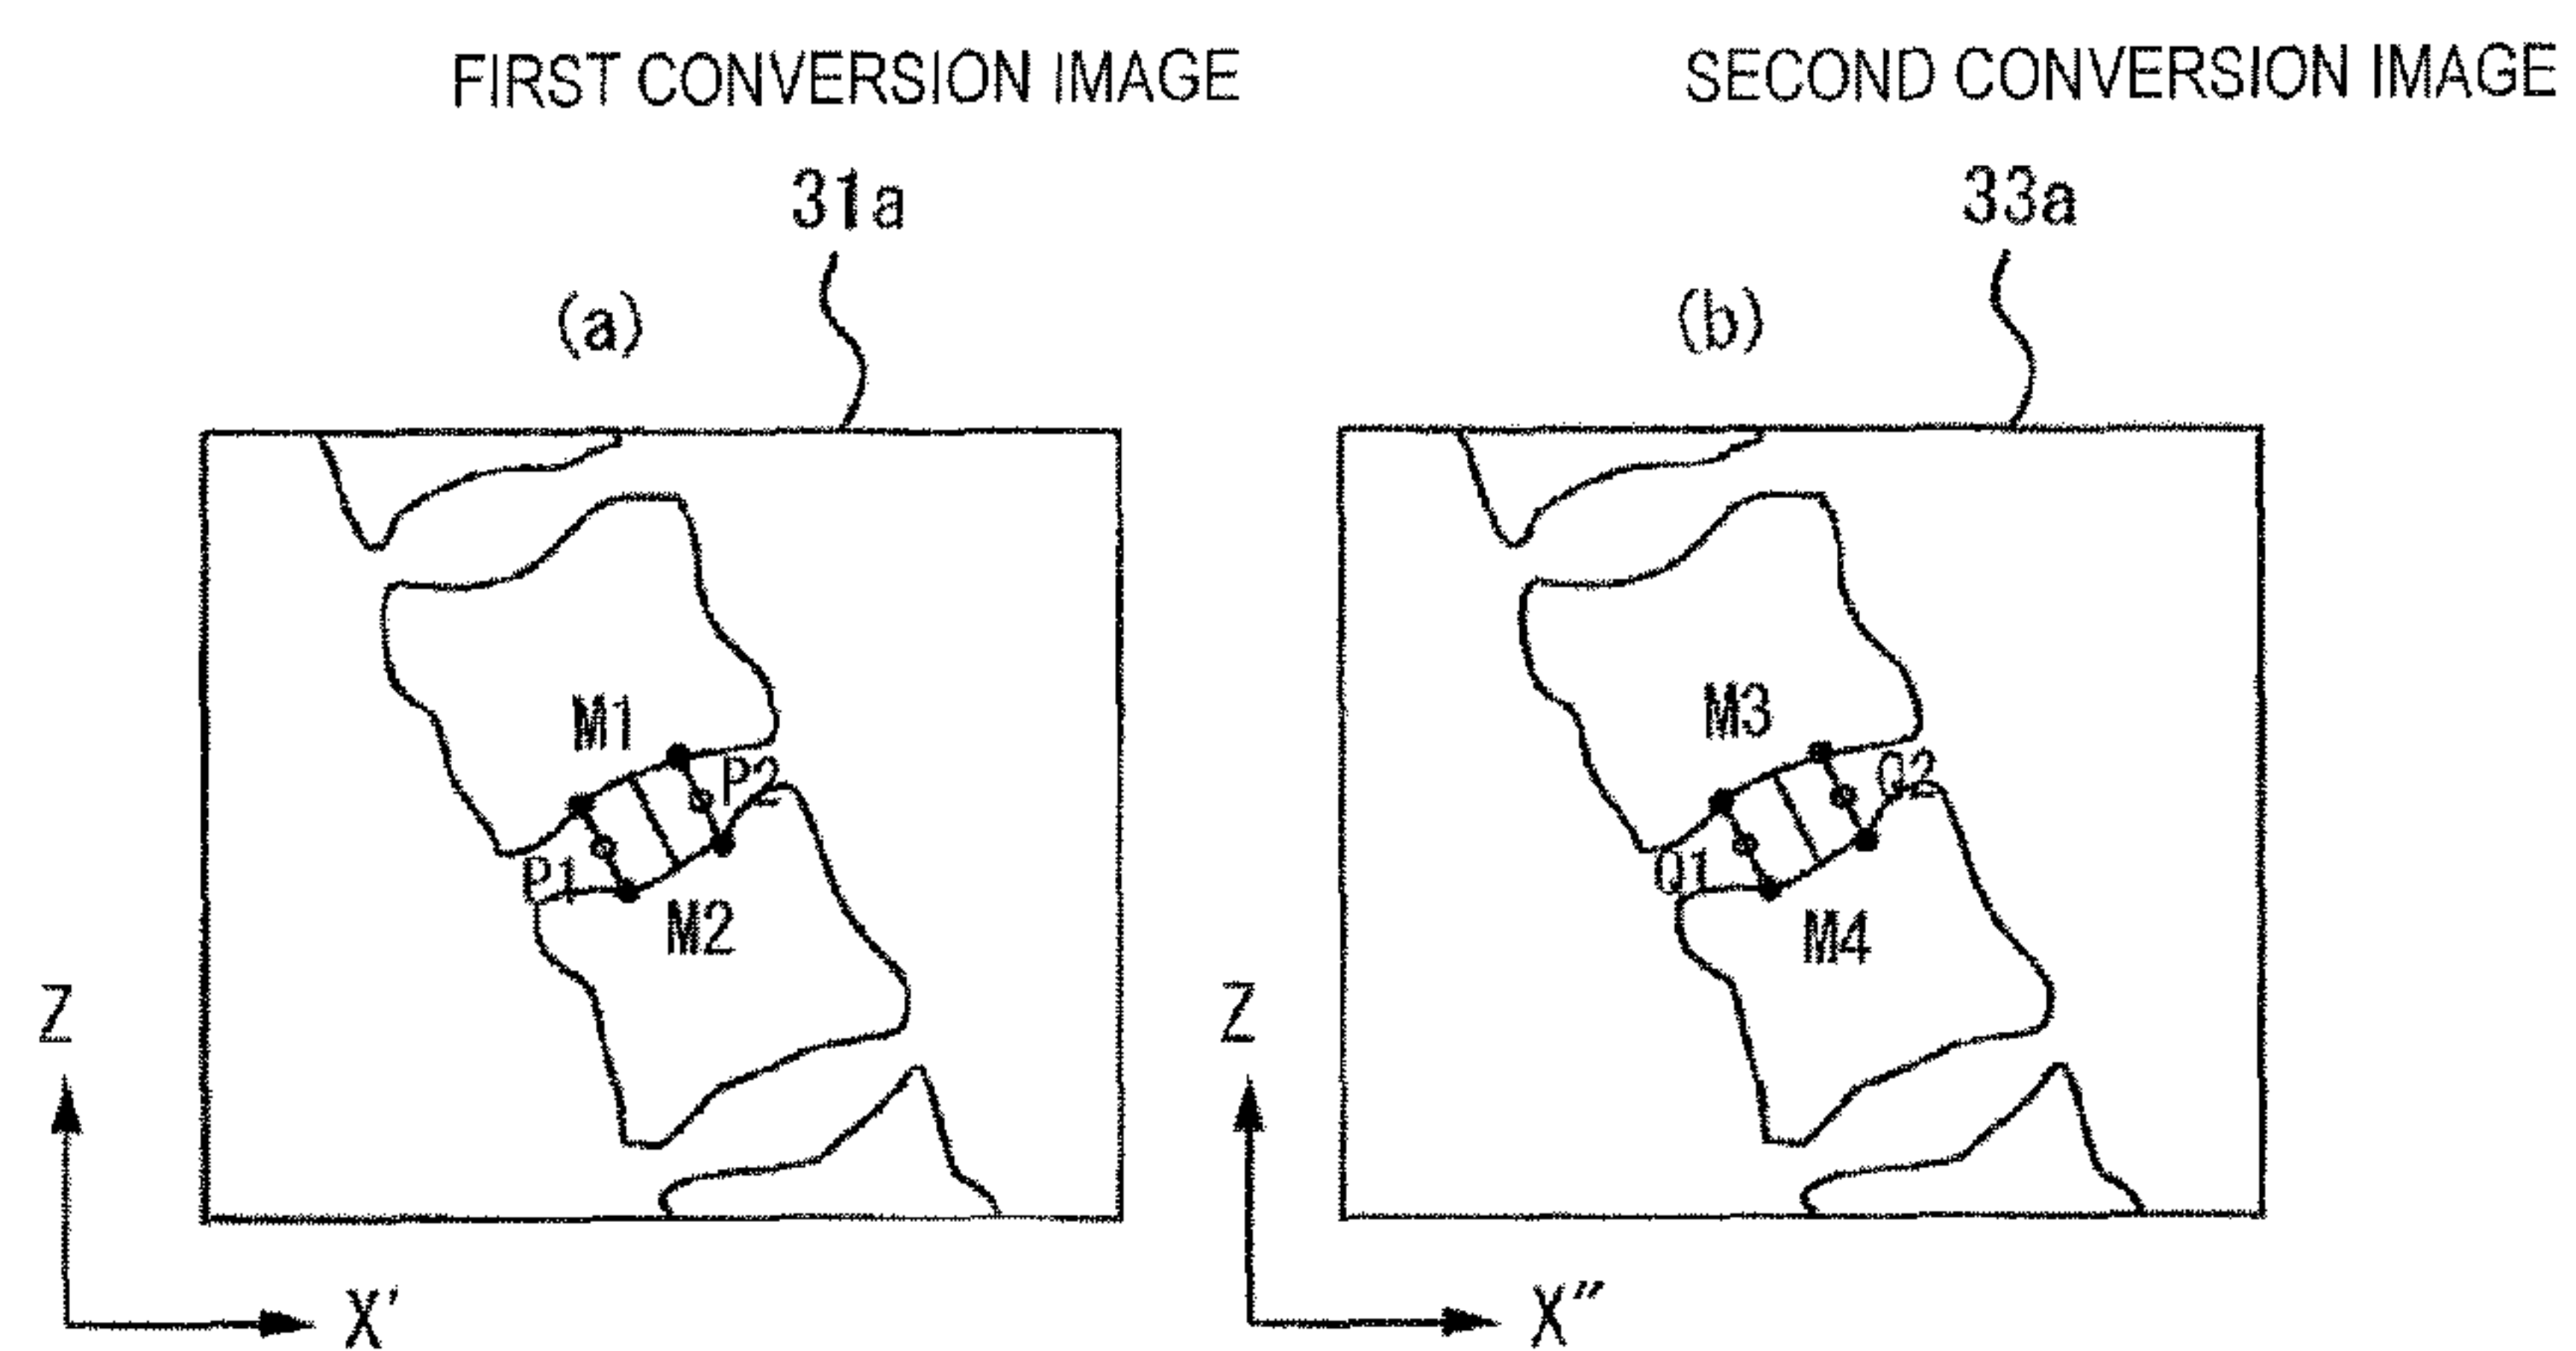 FIRST CONVERSION IMAGE
31a
(a)
M1
P2
P1
M2
Z
X'
SECOND CONVERSION IMAGE
33a
(b)
M3
Q2
Q1
M4
Z
X"